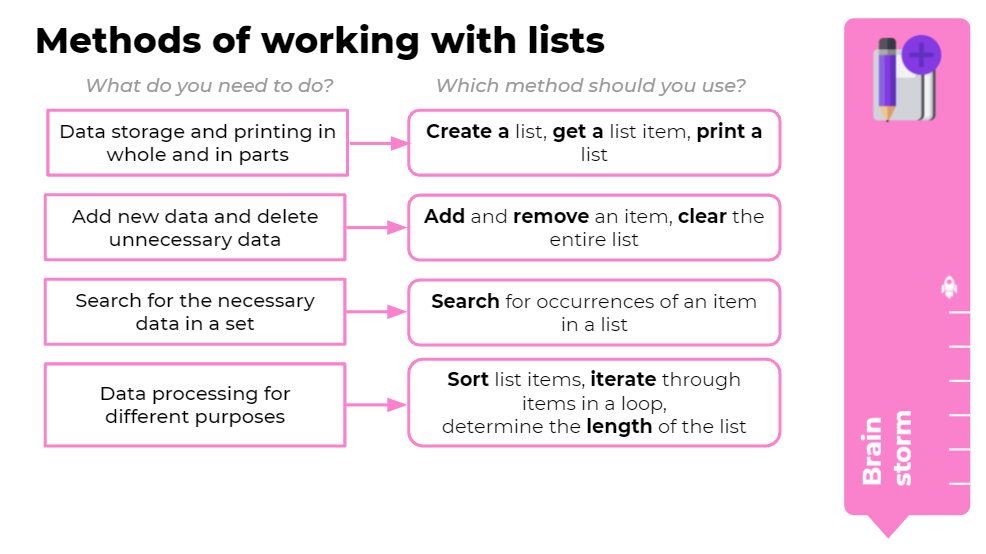 Methods of working with lists
What do you need to do?
Which method should you use?
Data storage and printing in
whole and in parts
Create a list, get a list item, print a
list
Add new data and delete
unnecessary data
Add and remove an item, clear the
entire list
Search for the necessary
data in a set
Search for occurrences of an item
in a list
Data processing for
different purposes
Sort list items, iterate through
items in a loop,
determine the length of the list
Brain
storm